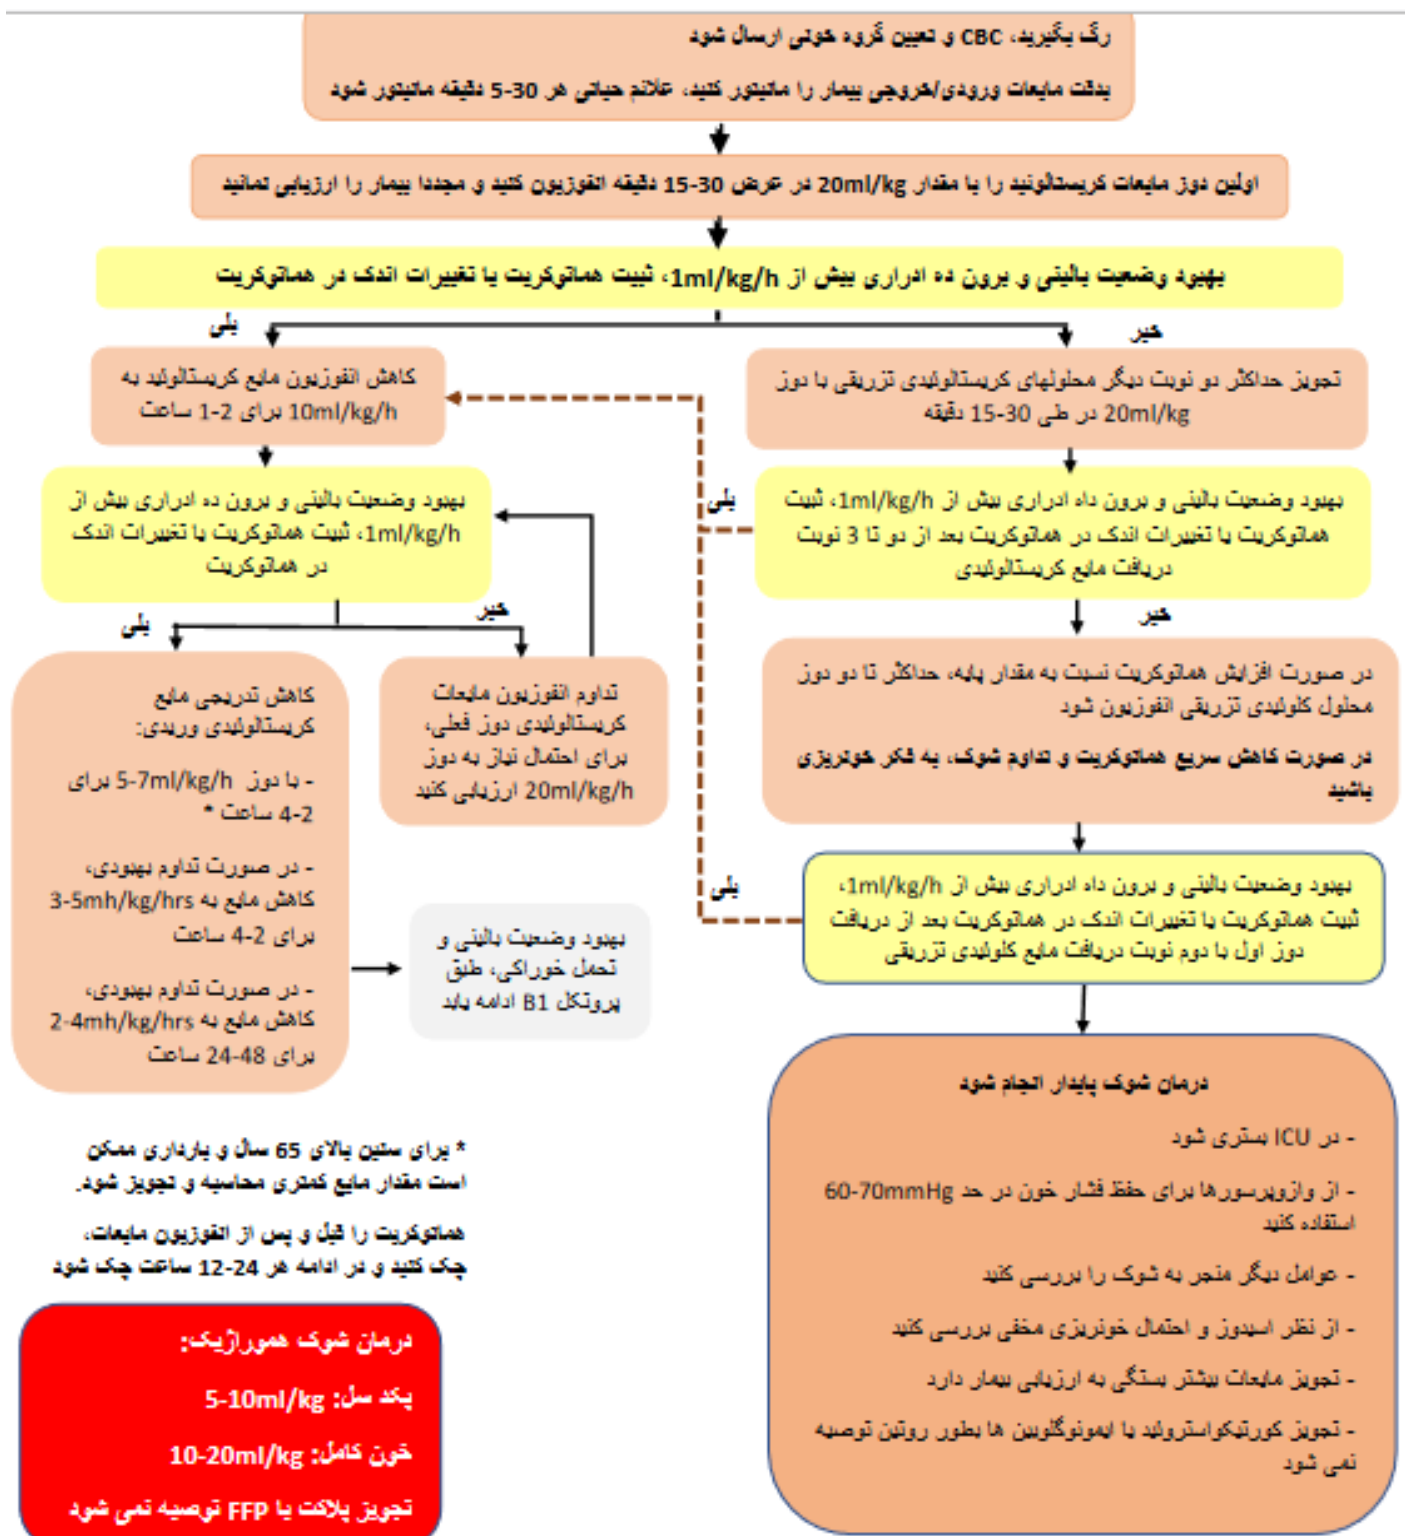 رگ بگیرید، CBC و تعیین گروه خونی ارسال شود
بدقت مایعات ورودی/خروجی بیمار را مانیتور کنید، علائم حیاتی هر 30-5 دقیقه مانیتور شود
اولین دوز مایعات کریستالوئید را با مقدار 20ml/kg در عرض 30-15 دقیقه انفوزیون کنید و مجددا بیمار را ارزیابی نمائید
بهبود وضعیت بالینی و برون ده ادراری بیش از 1ml/kg/h، ثبیت هماتوکریت یا تغییرات اندک در هماتوکریت
بلی
خیر
تجویز حداکثر دو نوبت دیگر محلولهای کریستالوئیدی تزریقی با دوز
20ml/kg در طی 30-15 دقیقه
بهبود وضعیت بالینی و برون داه ادراری بیش از 1ml/kg/h، ثبیت
هماتوکریت یا تغییرات اندک در هماتوکریت بعد از دو تا 3 نوبت
دریافت مایع کریستالوئیدی
بلی
خیر
در صورت افزایش هماتوکریت نسبت به مقدار پایه، حداکثر تا دو دوز
محلول کلوئیدی تزریقی انفوزیون شود
در صورت کاهش سریع هماتوکریت و تداوم شوک، به فکر خونریزی
باشید
بهبود وضعیت بالینی و برون داه ادراری بیش از 1ml/kg/h،
ثبیت هماتوکریت یا تغییرات اندک در هماتوکریت بعد از دریافت
دوز اول با دوم نوبت دریافت مایع کلوئیدی تزریقی
بلی
درمان شوک پایدار انجام شود
- در ICU بستری شود
- از وازوپرسورها برای حفظ فشار خون در حد 60-70mmHg
استفاده کنید
- عوامل دیگر منجر به شوک را بررسی کنید
- از نظر اسیدوز و احتمال خونریزی مخفی بررسی کنید
- تجویز مایعات بیشتر بستگی به ارزیابی بیمار دارد
- تجویز کورتیکواستروئید یا ایمونوگلوبین ها بطور روتین توصیه
نمی شود
کاهش انفوزیون مایع کریستالوئید به
10ml/kg/h برای 2-1 ساعت
بهبود وضعیت بالینی و برون ده ادراری بیش از
1ml/kg/h، ثبیت هماتوکریت یا تغییرات اندک
در هماتوکریت
بلی
خیر
تداوم انفوزیون مایعات
کریستالوئیدی دوز فعلی،
برای احتمال نیاز به دوز
20ml/kg/h ارزیابی کنید
کاهش تدریجی مایع
کریستالوئیدی وریدی:
- با دوز 5-7ml/kg/h برای
4-2 ساعت *
- در صورت تداوم بهبودی،
کاهش مایع به 3-5mh/kg/hrs
برای 2-4 ساعت
- در صورت تداوم بهبودی،
کاهش مایع به 2-4mh/kg/hrs
برای 48-24 ساعت
بهبود وضعیت بالینی و
تحمل خوراکی، طبق
پروتکل B1 ادامه یابد
* برای سنین بالای 65 سال و بارداری ممکن
است مقدار مایع کمتری محاسبه و تجویز شود.
هماتوکریت را قبل و پس از انفوزیون مایعات،
چک کنید و در ادامه هر 24-12 ساعت چک شود
درمان شوک هموراژیک:
پکد سل: 5-10ml/kg
خون کامل: 10-20ml/kg
تجویز پلاکت یا FFP توصیه نمی شود